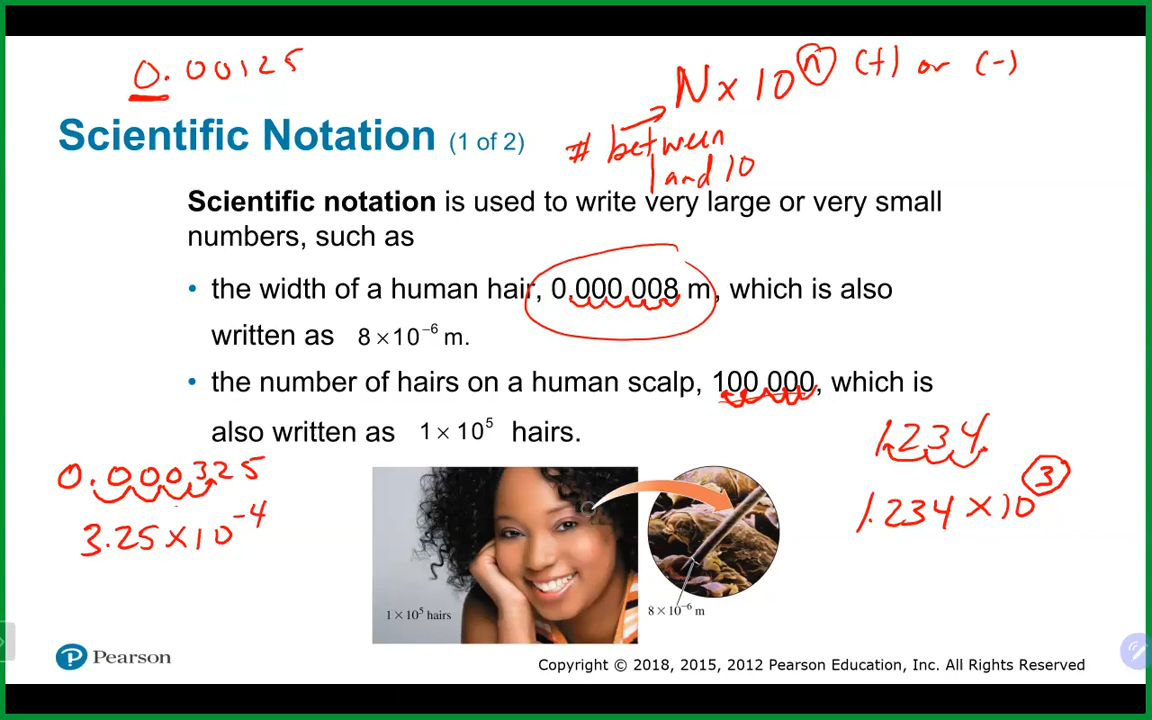 0.00125
N x 10ⁿ (+) or (-)
# between
1 and 10
Scientific Notation (1 of 2)
Scientific notation is used to write very large or very small
numbers, such as
• the width of a human hair, 0.000 008 m, which is also
written as 8 × 10⁻⁶ m.
• the number of hairs on a human scalp, 100 000, which is
also written as 1 × 10⁵ hairs.
1234
1.234 × 10³
0.000325
3.25 × 10⁻⁴
1 × 10⁵ hairs
8 × 10⁻⁶ m
P Pearson
Copyright © 2018, 2015, 2012 Pearson Education, Inc. All Rights Reserved